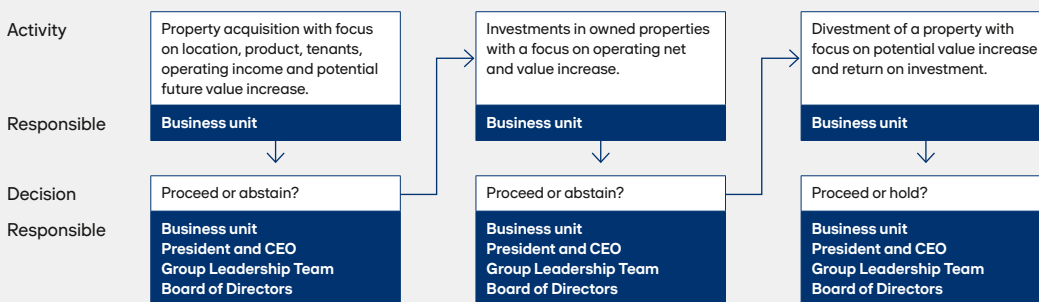 Activity
Property acquisition with focus
on location, product, tenants,
operating income and potential
future value increase.
Investments in owned properties
with a focus on operating net
and value increase.
Divestment of a property with
focus on potential value increase
and return on investment.
Responsible
Business unit
Business unit
Business unit
Decision
Proceed or abstain?
Proceed or abstain?
Proceed or hold?
Responsible
Business unit
President and CEO
Group Leadership Team
Board of Directors
Business unit
President and CEO
Group Leadership Team
Board of Directors
Business unit
President and CEO
Group Leadership Team
Board of Directors